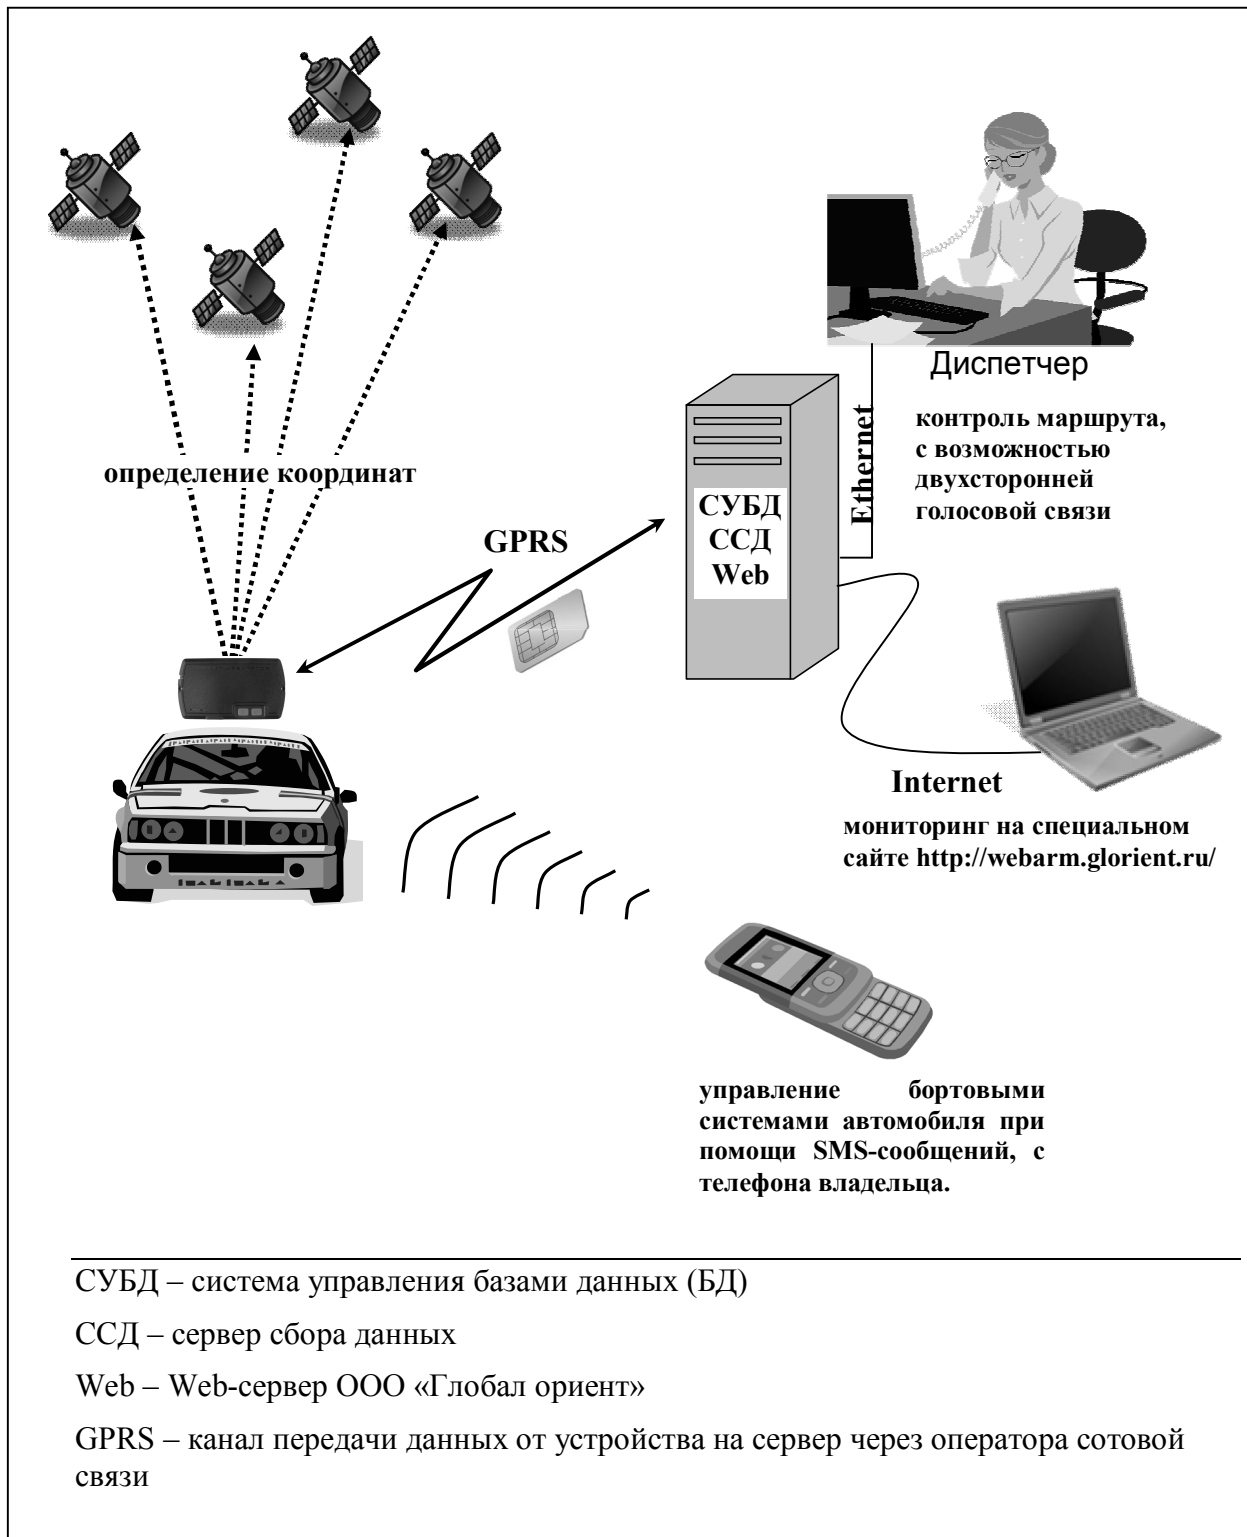 Диспетчер
контроль маршрута,
с возможностью
двухсторонней
голосовой связи
Ethernet
определение координат
GPRS
СУБД
ССД
Web
Internet
мониторинг на специальном
сайте http://webarm.glorient.ru/
управление бортовыми
системами автомобиля при
помощи SMS-сообщений, с
телефона владельца.
СУБД – система управления базами данных (БД)
ССД – сервер сбора данных
Web – Web-сервер ООО «Глобал ориент»
GPRS – канал передачи данных от устройства на сервер через оператора сотовой
связи